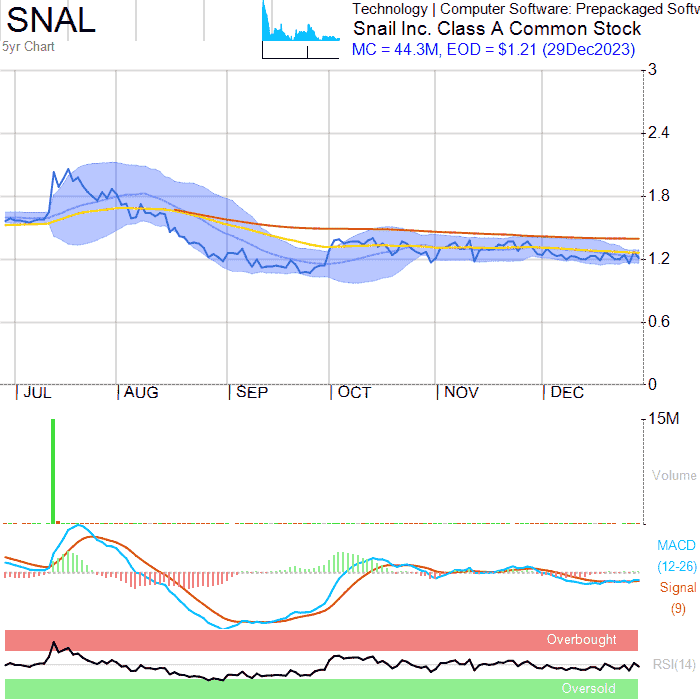 SNAL
5yr Chart
Technology | Computer Software: Prepackaged Softw
Snail Inc. Class A Common Stock
MC = 44.3M, EOD = $1.21 (29Dec2023)
3
2.4
1.8
1.2
0.6
0
JUL AUG SEP OCT NOV DEC
15M
Volume
MACD
(12-26)
Signal
(9)
Overbought
RSI(14)
Oversold